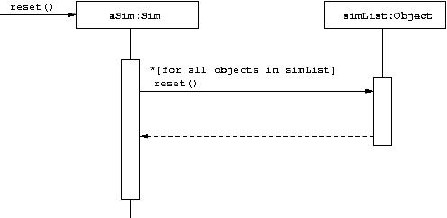 reset()
aSim:Sim
simList:Object
*[for all objects in simList]
reset()